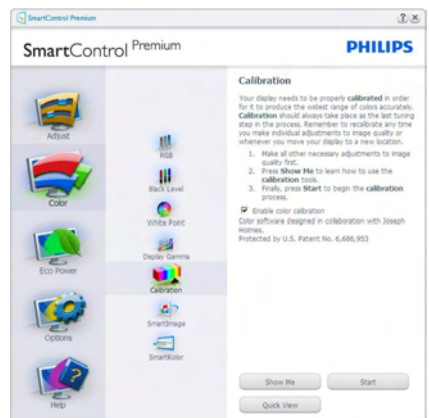 SmartControl Premium
SmartControl Premium
PHILIPS
Adjust
Color
Eco Power
Options
Help
RGB
Black Level
White Point
Display Gamma
Calibration
SmartImage
SmartKolor
Calibration
Your display needs to be properly calibrated in order
for it to produce the widest range of colors accurately.
Calibration should always take place as the last tuning
step in the process. Remember to recalibrate any time
you make individual adjustments to image quality or
whenever you move your display to a new location.
1. Make all other necessary adjustments to image
quality first.
2. Press Show Me to learn how to use the
calibration tools.
3. Finally, press Start to begin the calibration
process.
Enable color calibration
Color software designed in collaboration with Joseph
Holmes.
Protected by U.S. Patent No. 6,686,953
Show Me
Start
Quick View